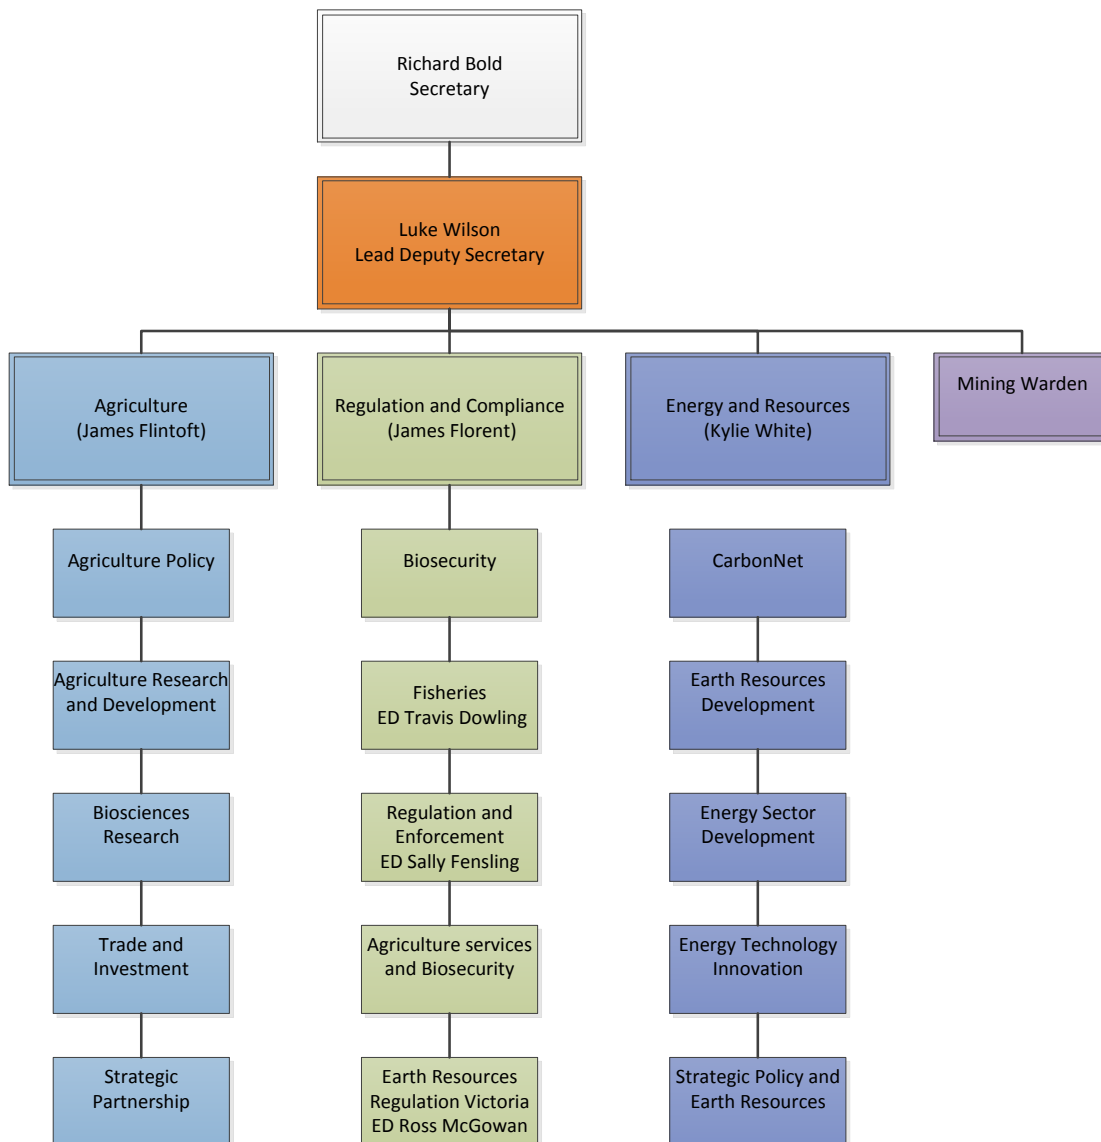 Richard Bold
Secretary
Luke Wilson
Lead Deputy Secretary
Agriculture
(James Flintoft)
Regulation and Compliance
(James Florent)
Energy and Resources
(Kylie White)
Mining Warden
Agriculture Policy
Biosecurity
CarbonNet
Agriculture Research
and Development
Fisheries
ED Travis Dowling
Earth Resources
Development
Biosciences
Research
Regulation and
Enforcement
ED Sally Fensling
Energy Sector
Development
Trade and
Investment
Agriculture services
and Biosecurity
Energy Technology
Innovation
Strategic
Partnership
Earth Resources
Regulation Victoria
ED Ross McGowan
Strategic Policy and
Earth Resources